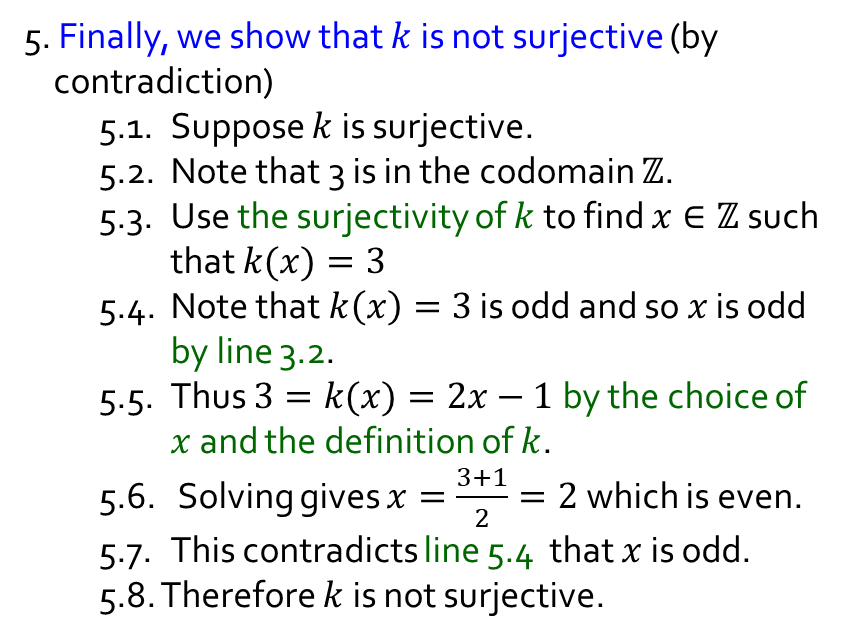 5. Finally, we show that k is not surjective (by
contradiction)
5.1. Suppose k is surjective.
5.2. Note that 3 is in the codomain ℤ.
5.3. Use the surjectivity of k to find x ∈ ℤ such
that k(x) = 3
5.4. Note that k(x) = 3 is odd and so x is odd
by line 3.2.
5.5. Thus 3 = k(x) = 2x − 1 by the choice of
x and the definition of k.
5.6. Solving gives x = (3+1)/2 = 2 which is even.
5.7. This contradicts line 5.4 that x is odd.
5.8. Therefore k is not surjective.